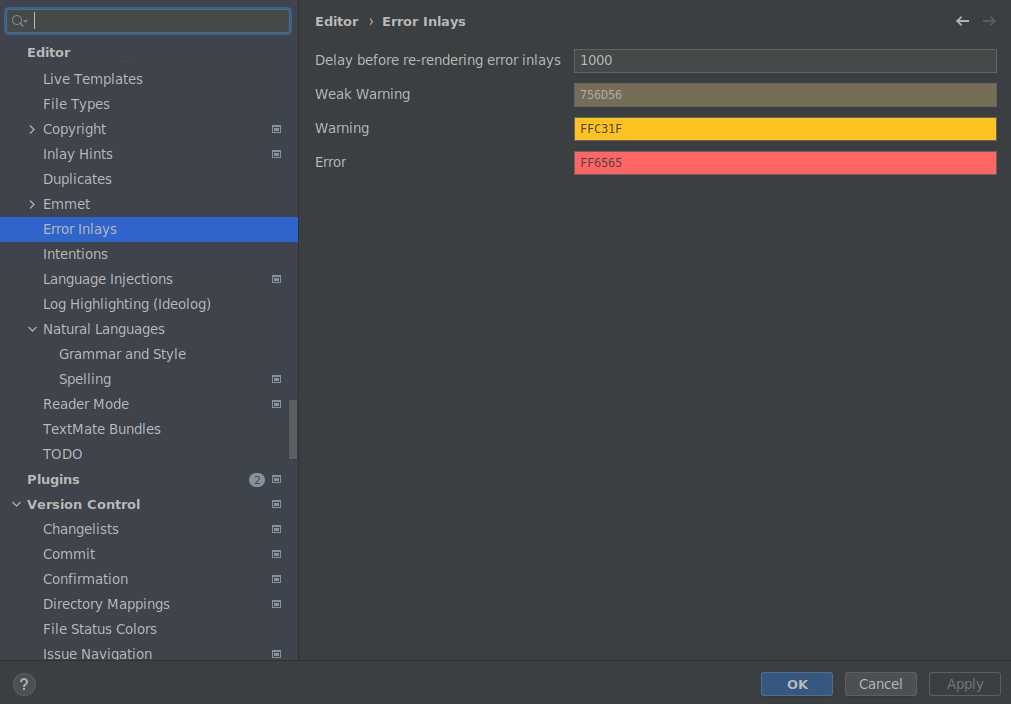 Editor
Live Templates
File Types
Copyright
Inlay Hints
Duplicates
Emmet
Error Inlays
Intentions
Language Injections
Log Highlighting (Ideolog)
Natural Languages
Grammar and Style
Spelling
Reader Mode
TextMate Bundles
TODO
Plugins 2
Version Control
Changelists
Commit
Confirmation
Directory Mappings
File Status Colors
Issue Navigation
Editor › Error Inlays
Delay before re-rendering error inlays 1000
Weak Warning 756D56
Warning FFC31F
Error FF6565
?
OK Cancel Apply